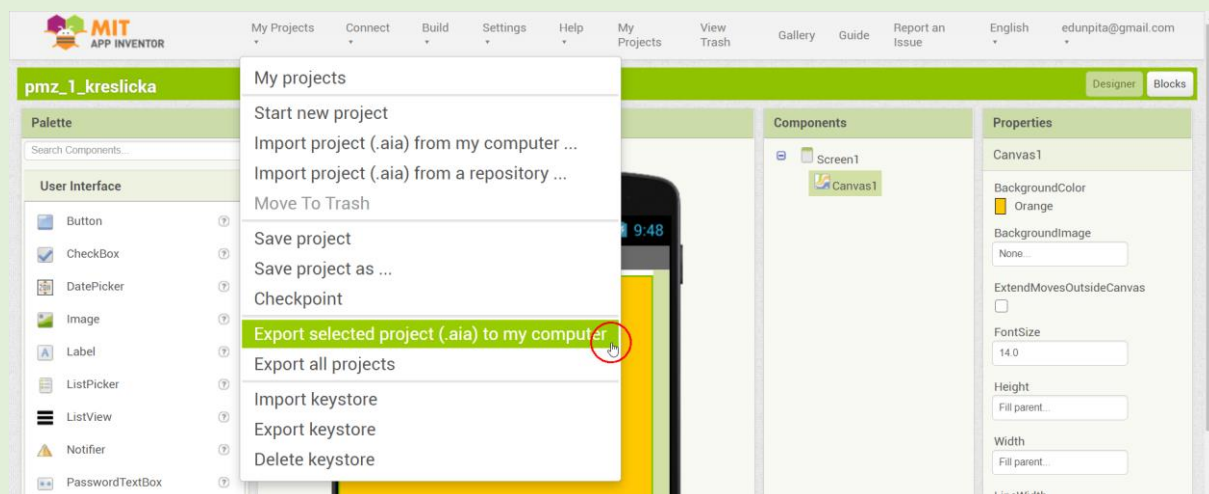 MIT
APP INVENTOR
My Projects
Connect
Build
Settings
Help
My
Projects
View
Trash
Gallery
Guide
Report an
Issue
English
edunpita@gmail.com
pmz_1_kreslicka
Designer
Blocks
My projects
Start new project
Import project (.aia) from my computer ...
Import project (.aia) from a repository ...
Move To Trash
Save project
Save project as ...
Checkpoint
Export selected project (.aia) to my computer
Export all projects
Import keystore
Export keystore
Delete keystore
Palette
Search Components...
User Interface
Button
CheckBox
DatePicker
Image
Label
ListPicker
ListView
Notifier
PasswordTextBox
9:48
Components
Screen1
Canvas1
Properties
Canvas1
BackgroundColor
Orange
BackgroundImage
None...
ExtendMovesOutsideCanvas
FontSize
14.0
Height
Fill parent...
Width
Fill parent...
LineWidth